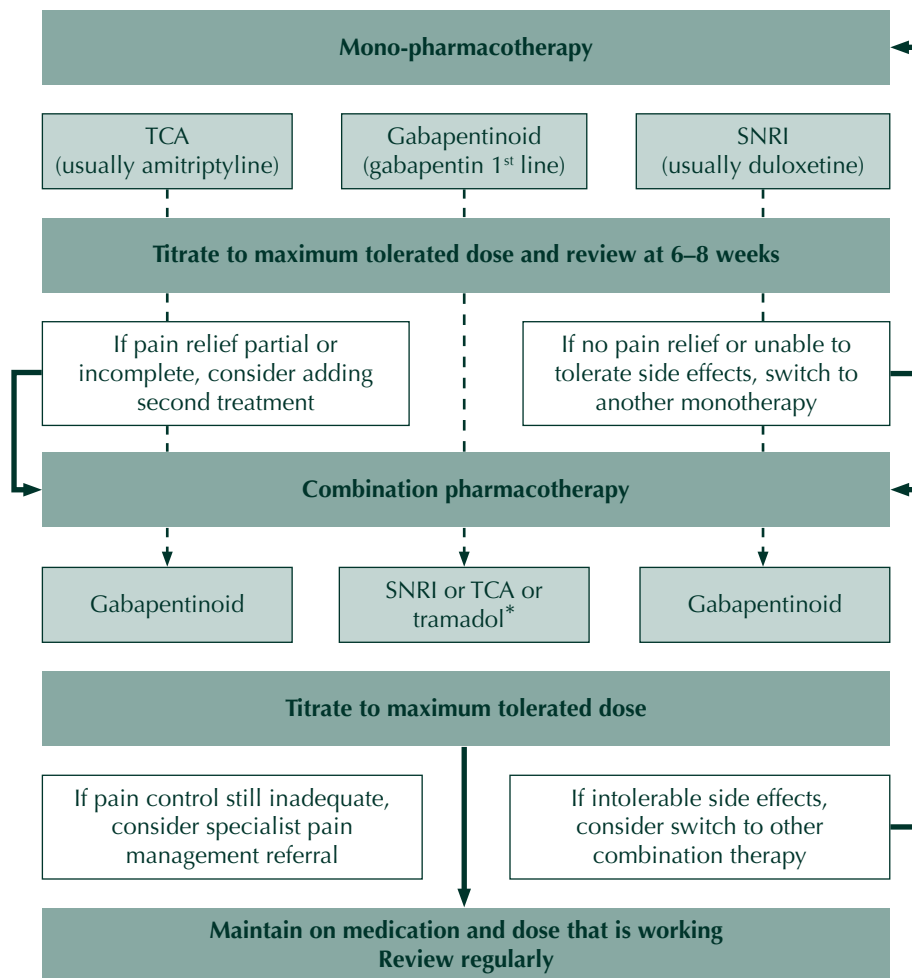 Mono-pharmacotherapy
TCA
(usually amitriptyline)
Gabapentinoid
(gabapentin 1st line)
SNRI
(usually duloxetine)
Titrate to maximum tolerated dose and review at 6–8 weeks
If pain relief partial or
incomplete, consider adding
second treatment
If no pain relief or unable to
tolerate side effects, switch to
another monotherapy
Combination pharmacotherapy
Gabapentinoid
SNRI or TCA or
tramadol*
Gabapentinoid
Titrate to maximum tolerated dose
If pain control still inadequate,
consider specialist pain
management referral
If intolerable side effects,
consider switch to other
combination therapy
Maintain on medication and dose that is working
Review regularly